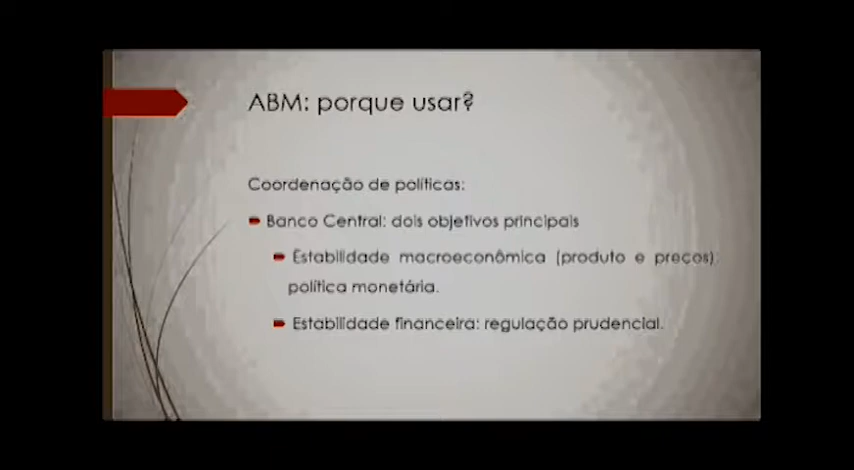 ABM: porque usar?
Coordenação de políticas:
Banco Central: dois objetivos principais
Estabilidade macroeconômica (produto e preços):
política monetária.
Estabilidade financeira: regulação prudencial.